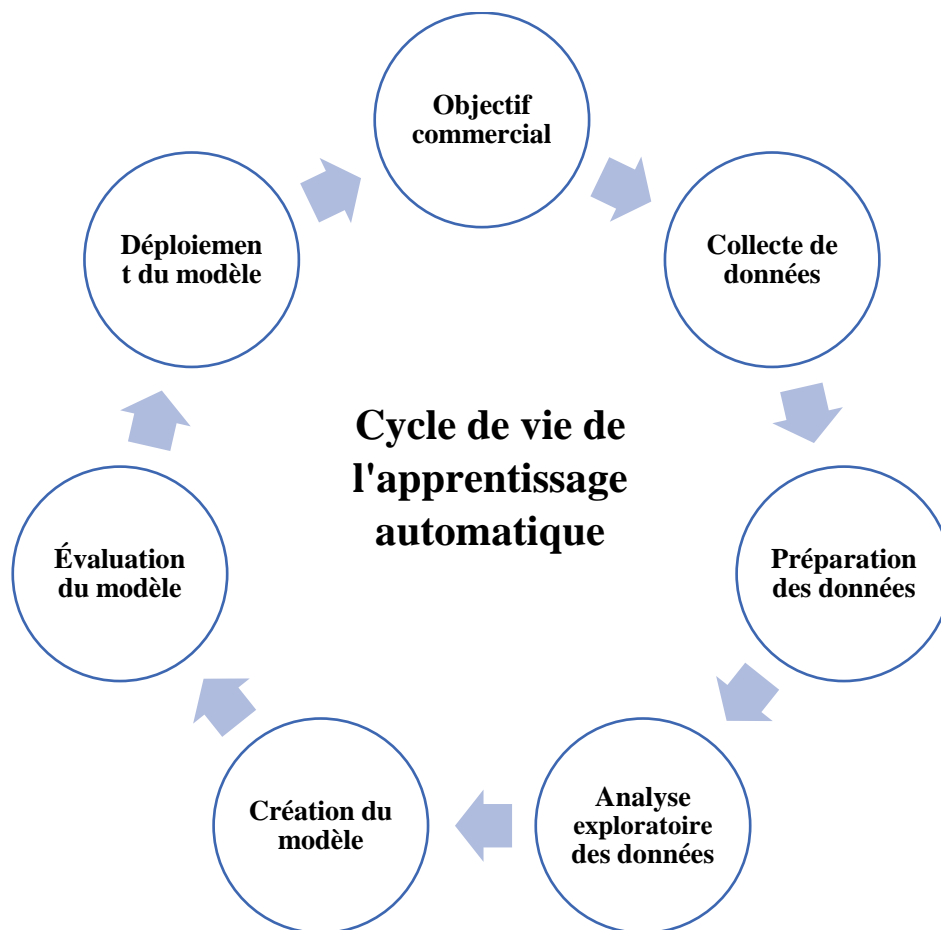 Objectif
commercial
Collecte de
données
Préparation
des données
Analyse
exploratoire
des données
Création du
modèle
Évaluation
du modèle
Déploiemen
t du modèle
Cycle de vie de
l'apprentissage
automatique